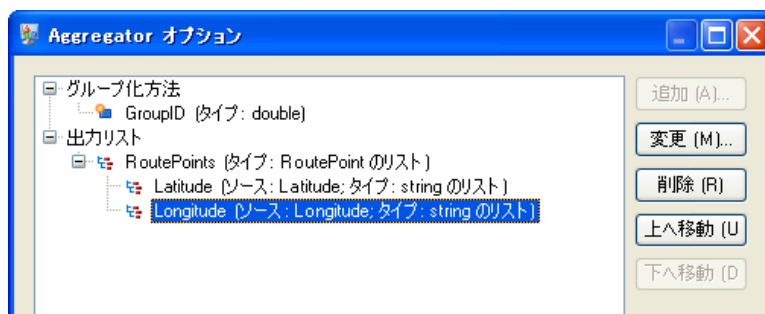 Aggregator オプション
グループ化方法
GroupID (タイプ: double)
出力リスト
RoutePoints (タイプ: RoutePoint のリスト)
Latitude (ソース: Latitude; タイプ: string のリスト)
Longitude (ソース: Longitude; タイプ: string のリスト)
追加 (A)...
変更 (M)...
削除 (R)
上へ移動 (U
下へ移動 (D